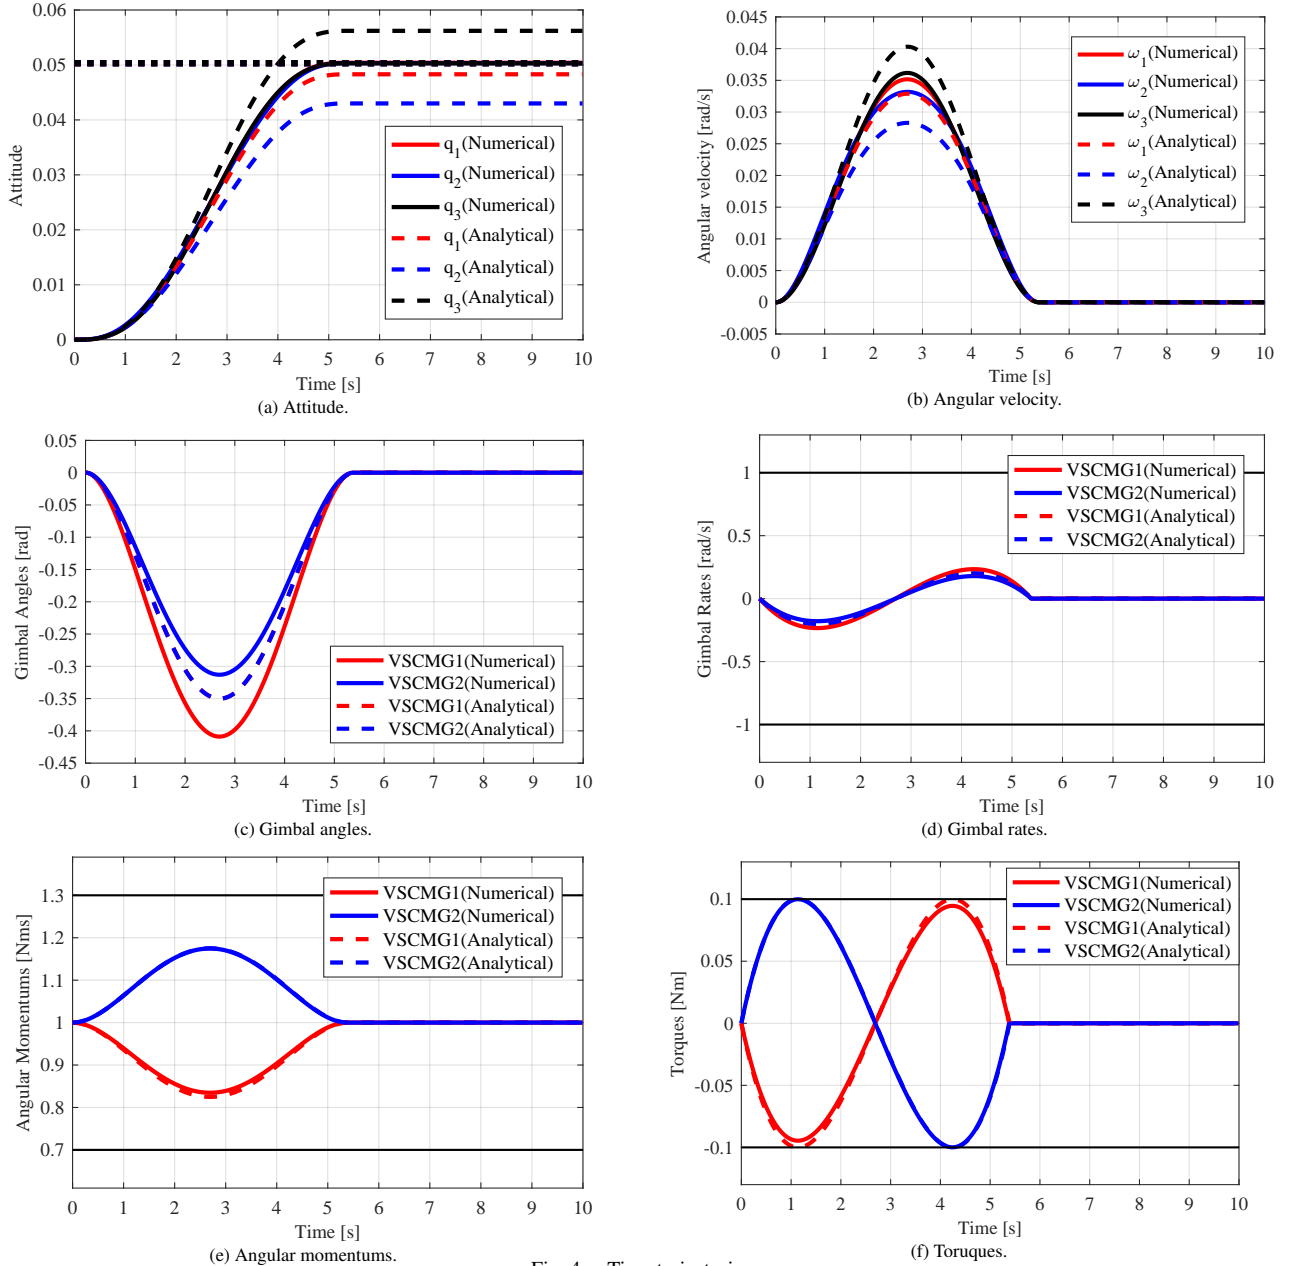 0.06
0.05
0.04
0.03
0.02
0.01
0
Attitude
q1(Numerical)
q2(Numerical)
q3(Numerical)
q1(Analytical)
q2(Analytical)
q3(Analytical)
0 1 2 3 4 5 6 7 8 9 10
Time [s]
(a) Attitude.
0.045
0.04
0.035
0.03
0.025
0.02
0.015
0.01
0.005
0
-0.005
Angular velocity [rad/s]
ω1(Numerical)
ω2(Numerical)
ω3(Numerical)
ω1(Analytical)
ω2(Analytical)
ω3(Analytical)
0 1 2 3 4 5 6 7 8 9 10
Time [s]
(b) Angular velocity.
0.05
0
-0.05
-0.1
-0.15
-0.2
-0.25
-0.3
-0.35
-0.4
-0.45
Gimbal Angles [rad]
VSCMG1(Numerical)
VSCMG2(Numerical)
VSCMG1(Analytical)
VSCMG2(Analytical)
0 1 2 3 4 5 6 7 8 9 10
Time [s]
(c) Gimbal angles.
1
0.5
0
-0.5
-1
Gimbal Rates [rad/s]
VSCMG1(Numerical)
VSCMG2(Numerical)
VSCMG1(Analytical)
VSCMG2(Analytical)
0 1 2 3 4 5 6 7 8 9 10
Time [s]
(d) Gimbal rates.
1.3
1.2
1.1
1
0.9
0.8
0.7
Angular Momentums [Nms]
VSCMG1(Numerical)
VSCMG2(Numerical)
VSCMG1(Analytical)
VSCMG2(Analytical)
0 1 2 3 4 5 6 7 8 9 10
Time [s]
(e) Angular momentums.
0.1
0.05
0
-0.05
-0.1
Torques [Nm]
VSCMG1(Numerical)
VSCMG2(Numerical)
VSCMG1(Analytical)
VSCMG2(Analytical)
0 1 2 3 4 5 6 7 8 9 10
Time [s]
(f) Toruques.